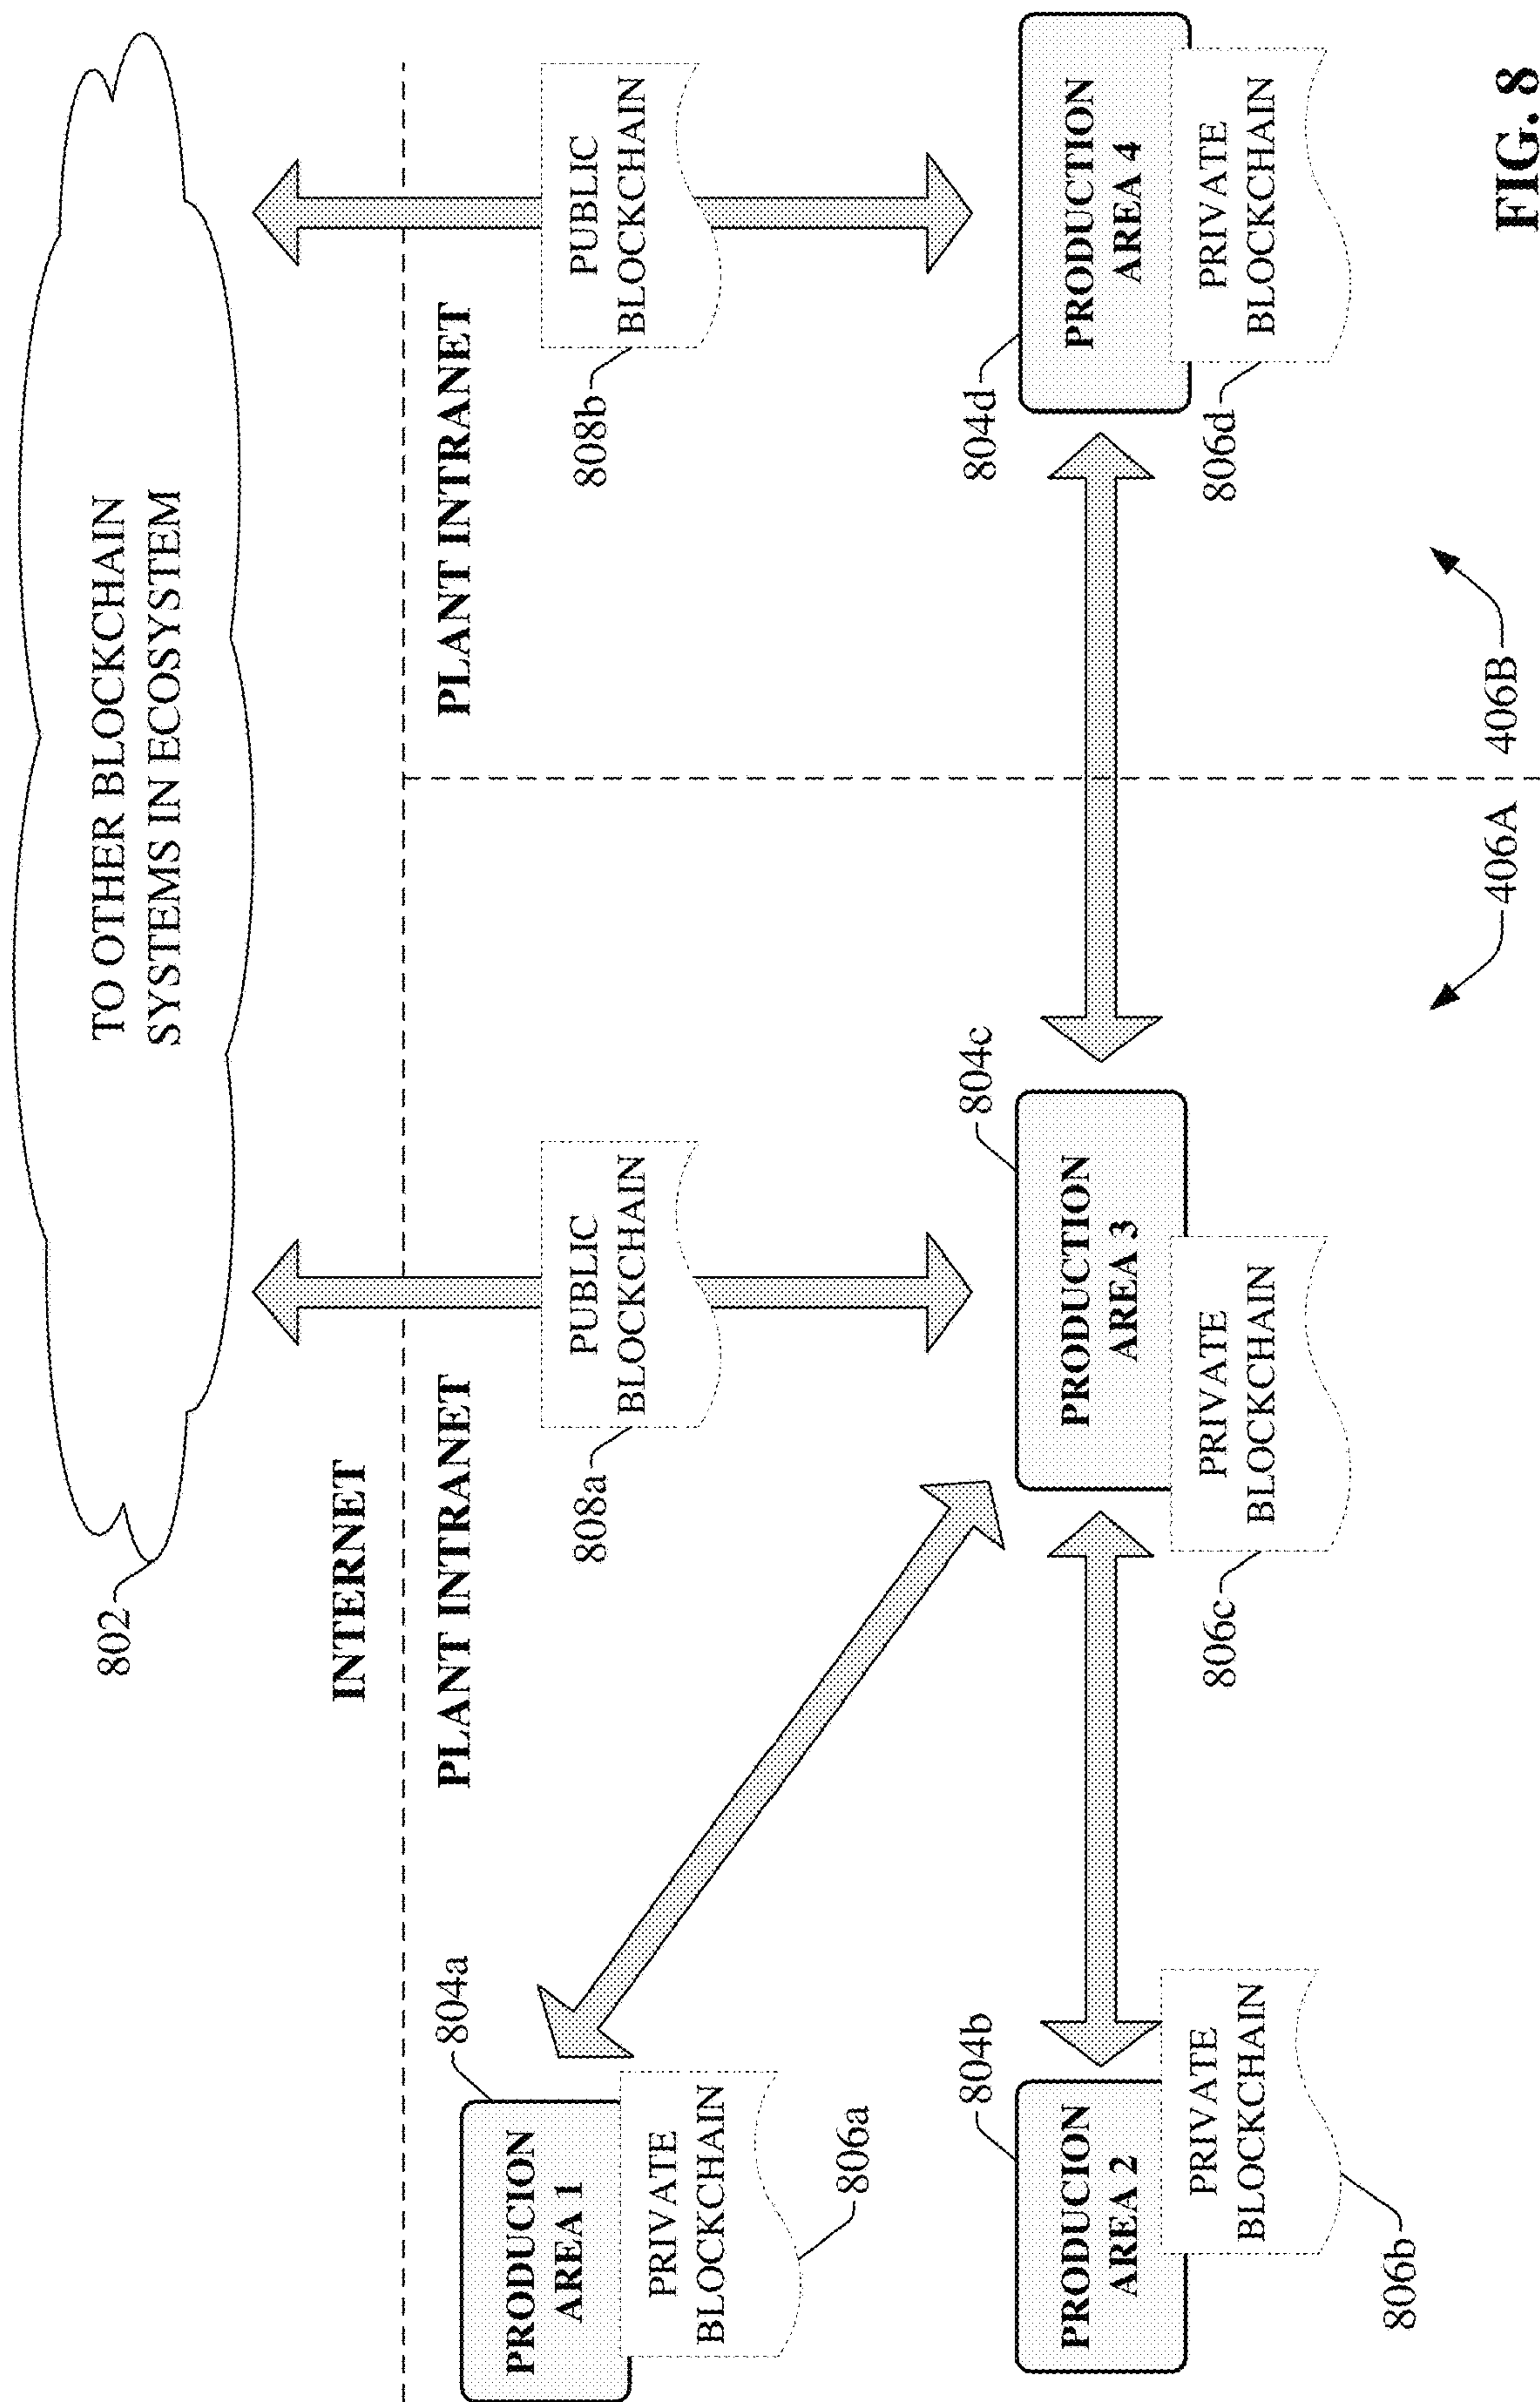 802
TO OTHER BLOCKCHAIN
SYSTEMS IN ECOSYSTEM
INTERNET
PLANT INTRANET
PLANT INTRANET
804a
PRODUCION
AREA 1
PRIVATE
BLOCKCHAIN
806a
808a
PUBLIC
BLOCKCHAIN
808b
PUBLIC
BLOCKCHAIN
804b
PRODUCION
AREA 2
PRIVATE
BLOCKCHAIN
806b
804c
PRODUCTION
AREA 3
PRIVATE
BLOCKCHAIN
806c
804d
PRODUCTION
AREA 4
PRIVATE
BLOCKCHAIN
806d
406A
406B
FIG. 8